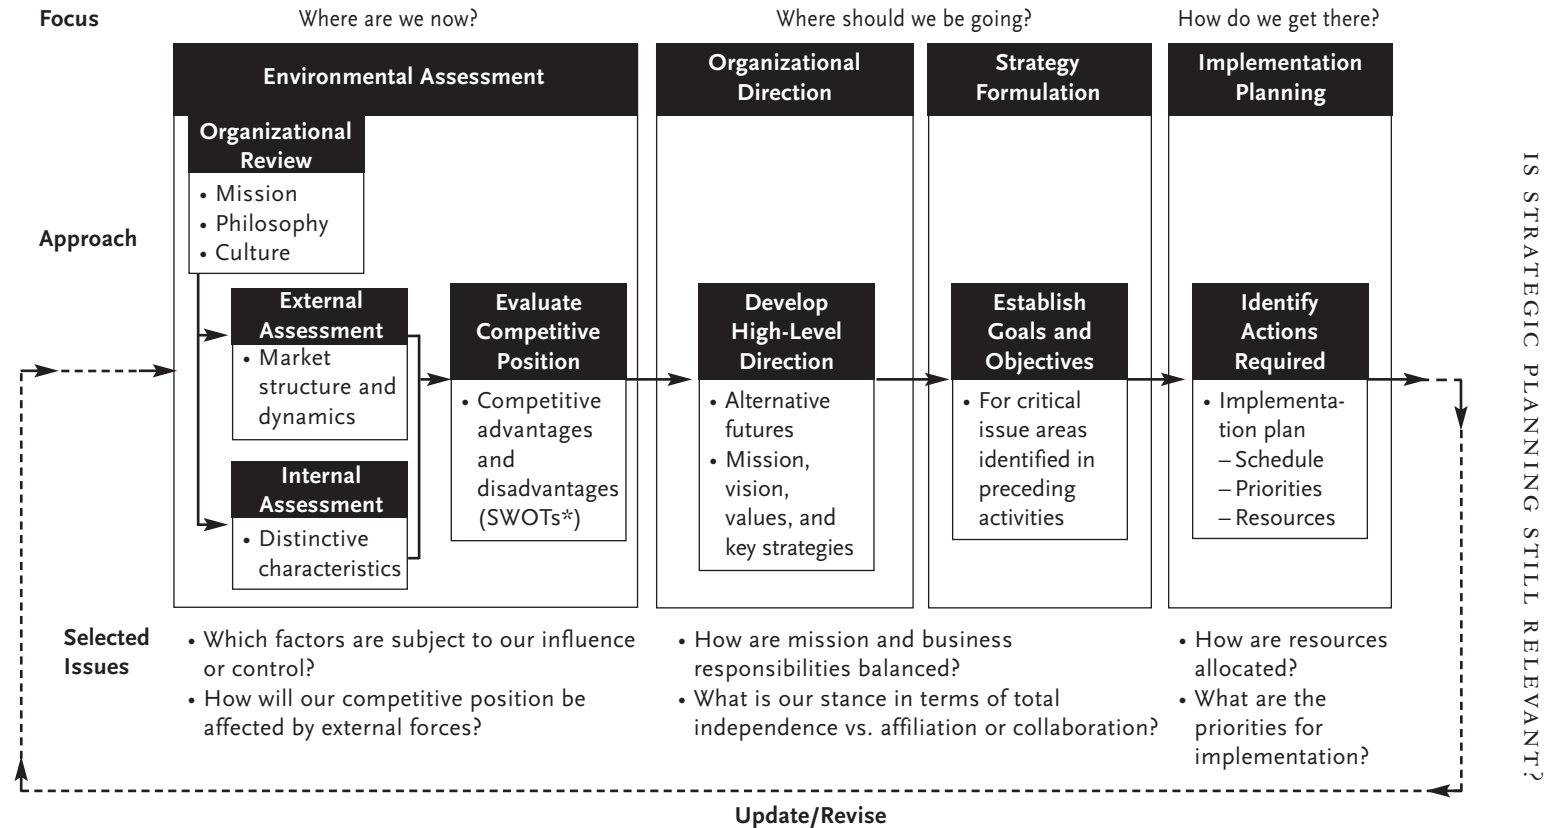 Focus
Where are we now?
Where should we be going?
How do we get there?
Environmental Assessment
Organizational
Direction
Strategy
Formulation
Implementation
Planning
Approach
Organizational
Review
• Mission
• Philosophy
• Culture
External
Assessment
• Market
structure and
dynamics
Internal
Assessment
• Distinctive
characteristics
Evaluate
Competitive
Position
• Competitive
advantages
and
disadvantages
(SWOTs*)
Develop
High-Level
Direction
• Alternative
futures
• Mission,
vision,
values, and
key strategies
Establish
Goals and
Objectives
• For critical
issue areas
identified in
preceding
activities
Identify
Actions
Required
• Implementa-
tion plan
– Schedule
– Priorities
– Resources
Selected
Issues
• Which factors are subject to our influence
or control?
• How will our competitive position be
affected by external forces?
• How are mission and business
responsibilities balanced?
• What is our stance in terms of total
independence vs. affiliation or collaboration?
• How are resources
allocated?
• What are the
priorities for
implementation?
Update/Revise
IS STRATEGIC PLANNING STILL RELEVANT?